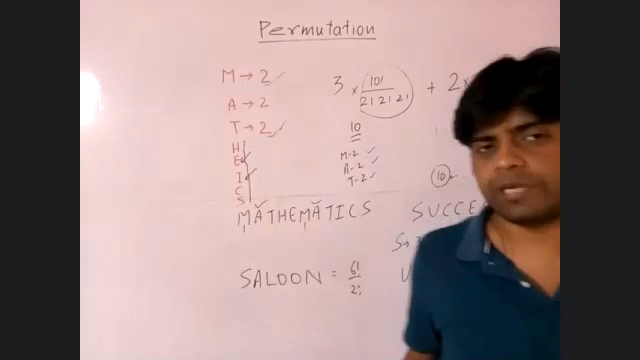 Permutation
M → 2 ✓
A → 2
T → 2 ✓
H
E
I
C
S
3 × 10! / 2! 2! 2! + 2 ×
10
M-2 ✓
A-2 ✓
T-2 ✓
10
MATHEMATICS
SUCCE
SALOON = 6! / 2!
S→
U